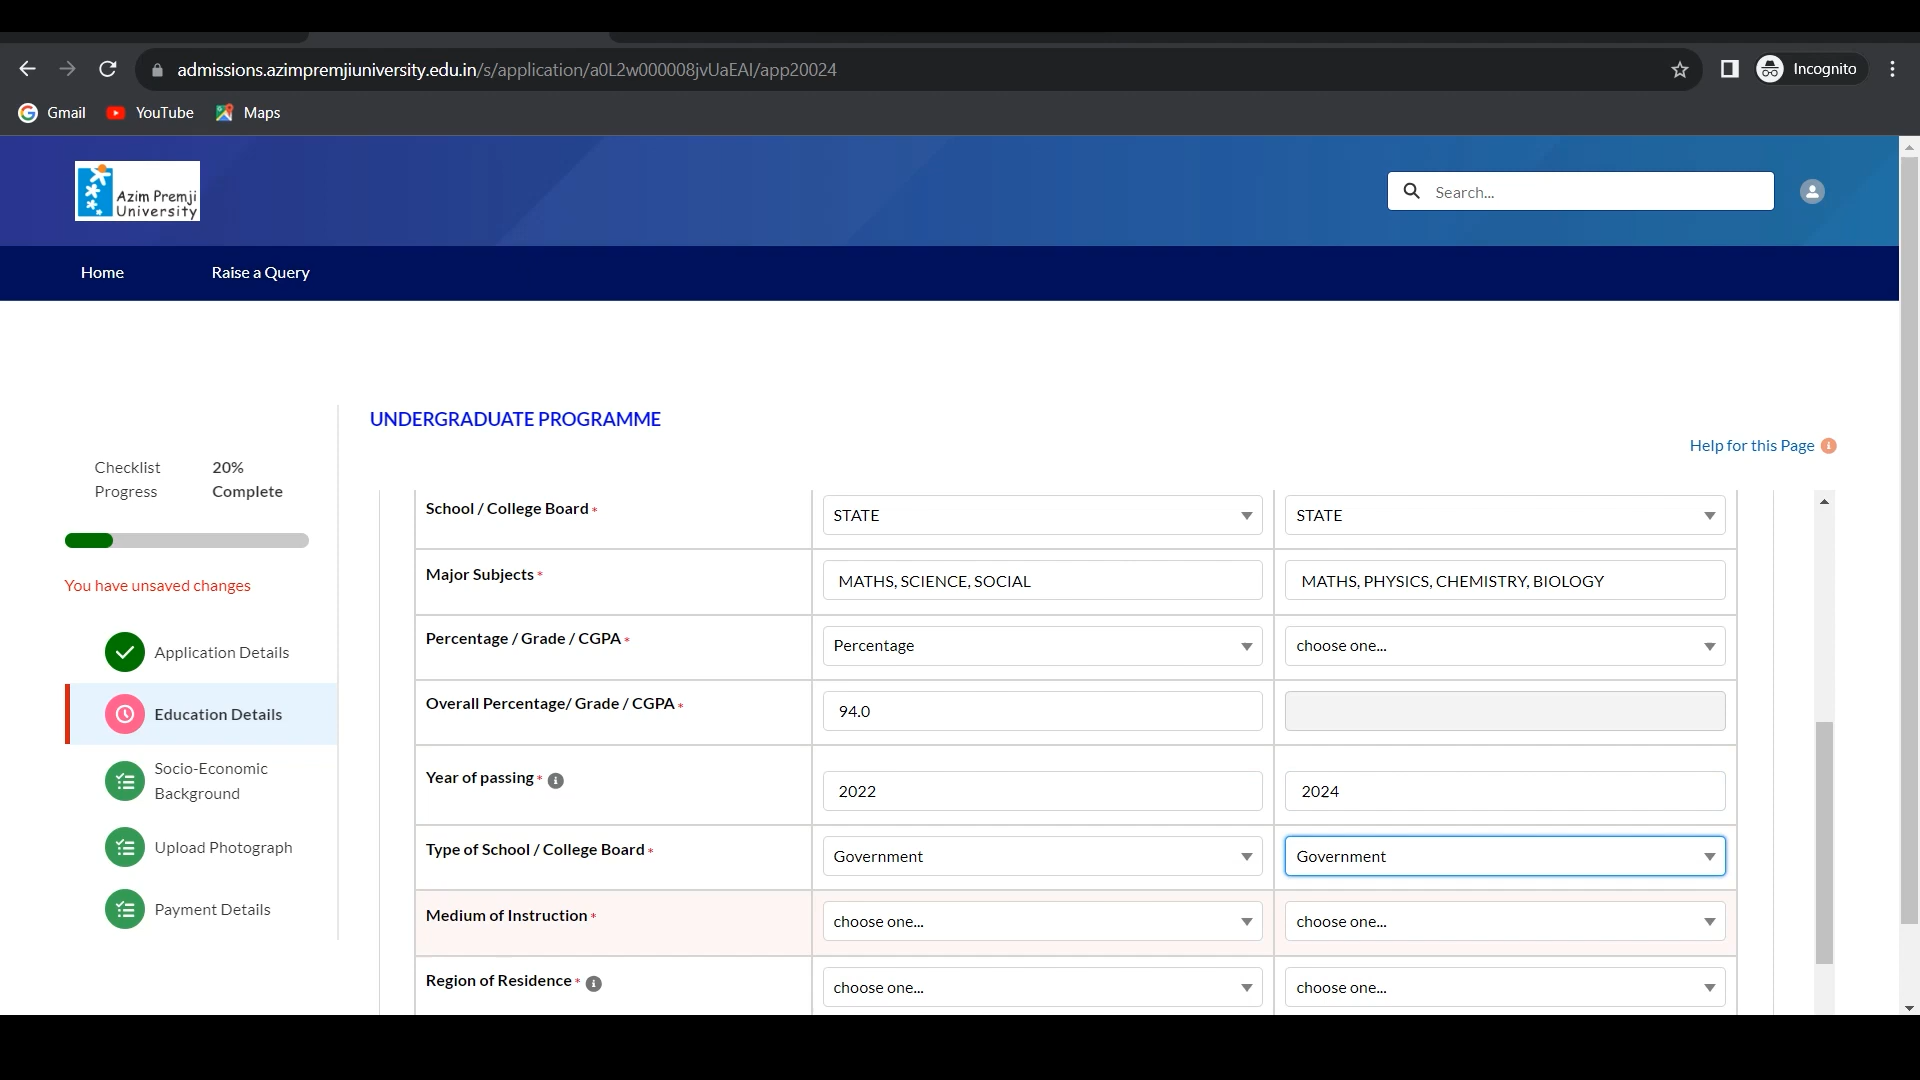 admissions.azimpremjiuniversity.edu.in/s/application/a0L2w000008jvUaEAI/app20024
Incognito
Gmail
YouTube
Maps
Azim Premji
University
Search...
Home
Raise a Query
UNDERGRADUATE PROGRAMME
Help for this Page
Checklist
Progress
20%
Complete
You have unsaved changes
Application Details
Education Details
Socio-Economic
Background
Upload Photograph
Payment Details
School / College Board *
STATE
STATE
Major Subjects *
MATHS, SCIENCE, SOCIAL
MATHS, PHYSICS, CHEMISTRY, BIOLOGY
Percentage / Grade / CGPA *
Percentage
choose one...
Overall Percentage/ Grade / CGPA *
94.0
Year of passing *
2022
2024
Type of School / College Board *
Government
Government
Medium of Instruction *
choose one...
choose one...
Region of Residence *
choose one...
choose one...